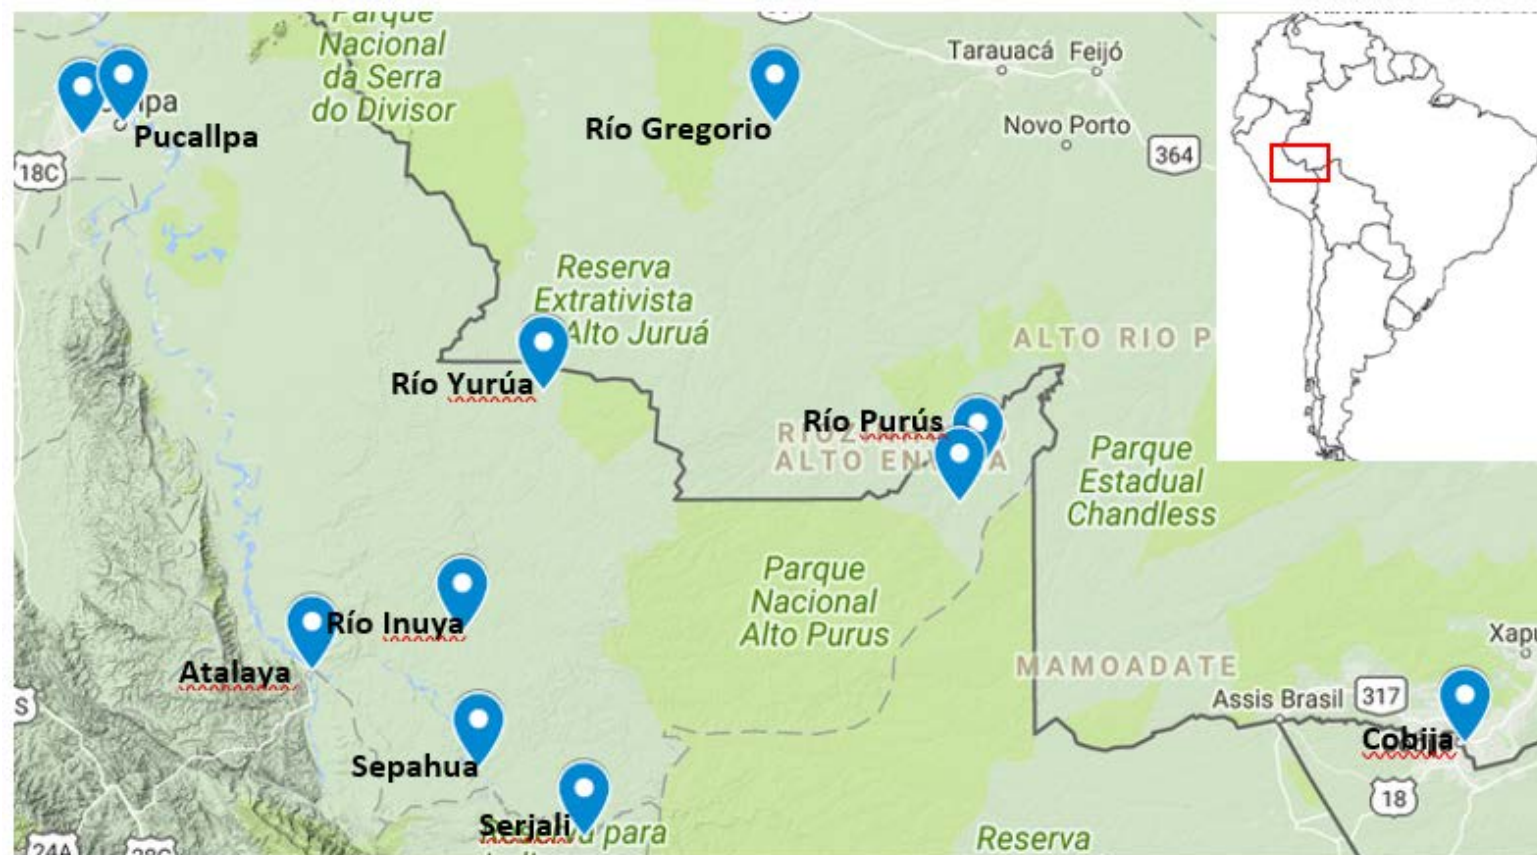 Parque
Nacional
da Serra
do Divisor
Pucallpa
18C
Río Gregorio
Tarauacá
Feijó
Novo Porto
364
Reserva
Extrativista
Alto Juruá
Río Yurúa
ALTO RIO P
Río Purús
Parque
Estadual
Chandless
Parque
Nacional
Alto Purus
Río Inuya
Atalaya
MAMOADATE
Xapu
Assis Brasil
317
S
Cobija
Sepahua
18
Serjali
para
Reserva
24A